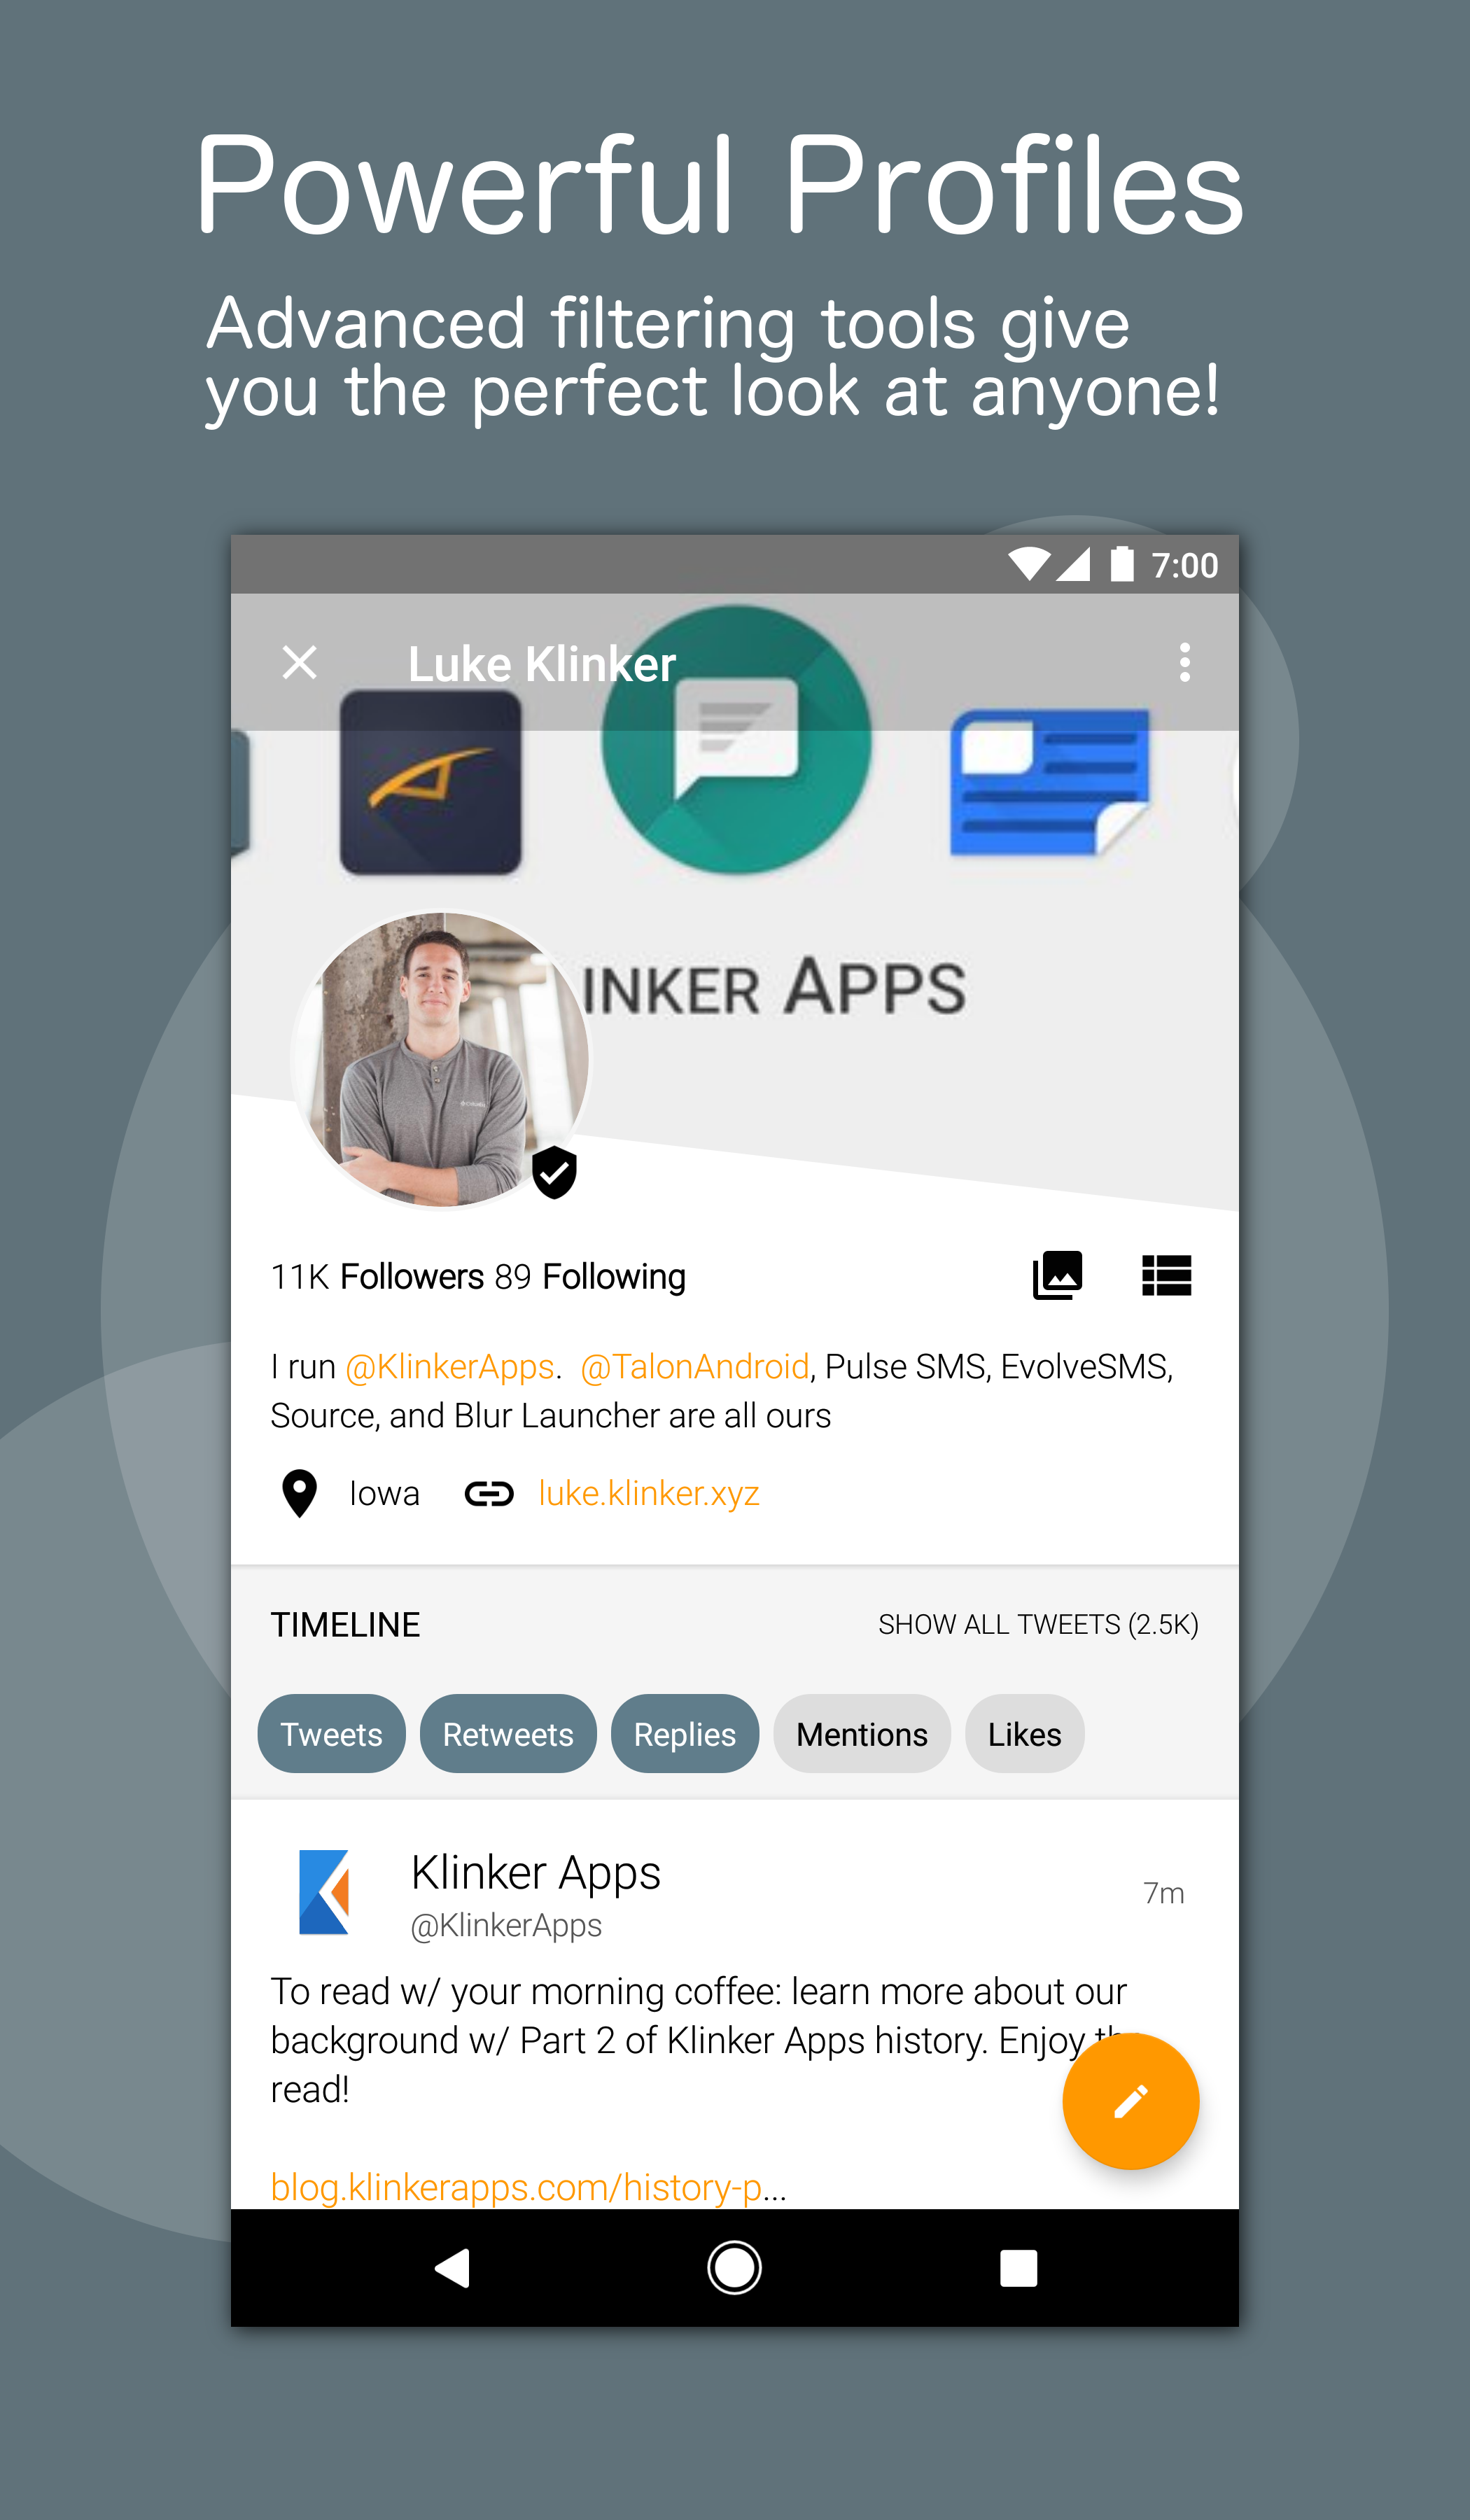 Powerful Profiles
Advanced filtering tools give
you the perfect look at anyone!
7:00
Luke Klinker
INKER APPS
11K Followers 89 Following
I run @KlinkerApps.  @TalonAndroid, Pulse SMS, EvolveSMS,
Source, and Blur Launcher are all ours
Iowa luke.klinker.xyz
TIMELINE SHOW ALL TWEETS (2.5K)
Tweets Retweets Replies Mentions Likes
Klinker Apps
7m
@KlinkerApps
To read w/ your morning coffee: learn more about our
background w/ Part 2 of Klinker Apps history. Enjoy
read!
blog.klinkerapps.com/history-p...